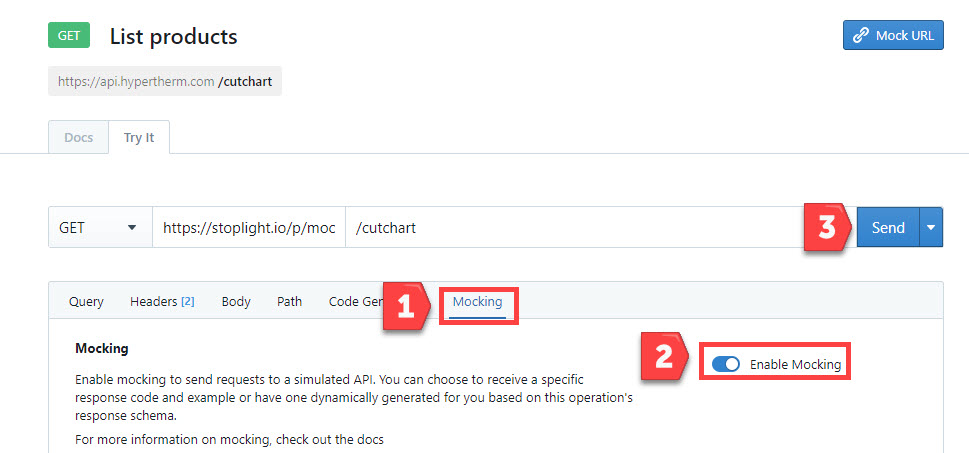 GET List products Mock URL
https://api.hypertherm.com /cutchart
Docs Try It
GET https://stoplight.io/p/moc /cutchart 3 Send
Query Headers [2] Body Path Code Gen 1 Mocking
Mocking
2 Enable Mocking
Enable mocking to send requests to a simulated API. You can choose to receive a specific
response code and example or have one dynamically generated for you based on this operation's
response schema.
For more information on mocking, check out the docs